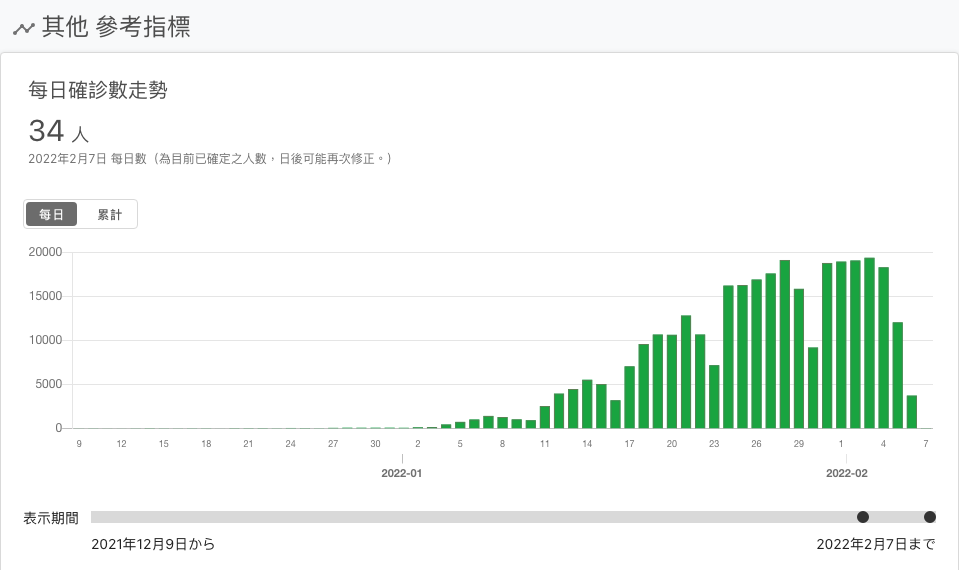 其他 參考指標
每日確診數走勢
34 人
2022年2月7日 每日數（為目前已確定之人數，日後可能再次修正。）
每日 累計
20000
15000
10000
5000
0
9 12 15 18 21 24 27 30 2 5 8 11 14 17 20 23 26 29 1 4 7
2022-01 2022-02
表示期間
2021年12月9日から 2022年2月7日まで